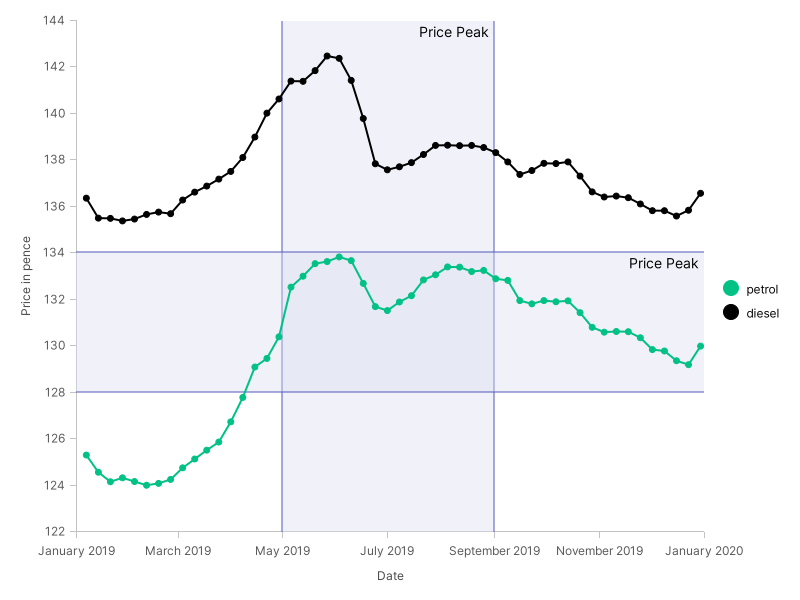 144
Price Peak
142
140
138
136
134
Price Peak
132
130
128
126
124
122
Price in pence
petrol
diesel
January 2019 March 2019 May 2019 July 2019 September 2019 November 2019 January 2020
Date